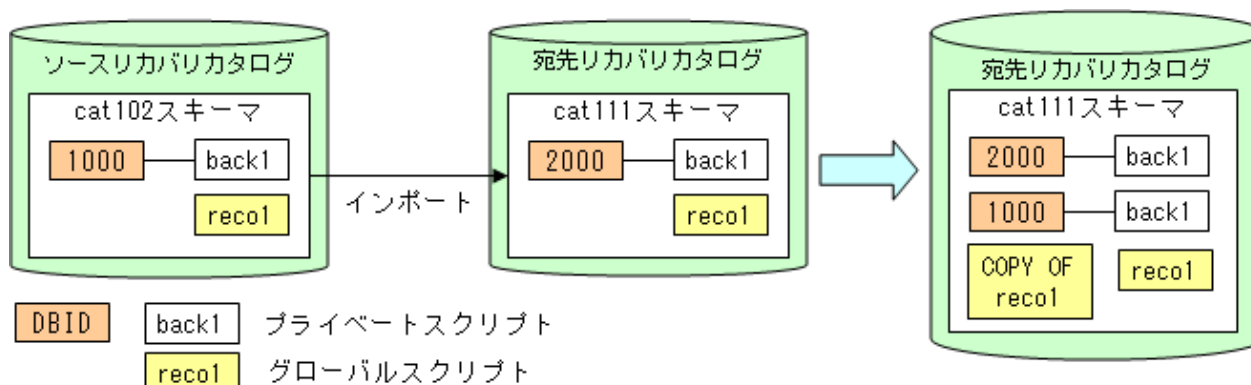 ソースリカバリカタログ
cat102スキーマ
1000
back1
reco1
インポート
宛先リカバリカタログ
cat111スキーマ
2000
back1
reco1
宛先リカバリカタログ
cat111スキーマ
2000
back1
1000
back1
COPY OF
reco1
reco1
DBID
back1
プライベートスクリプト
reco1
グローバルスクリプト